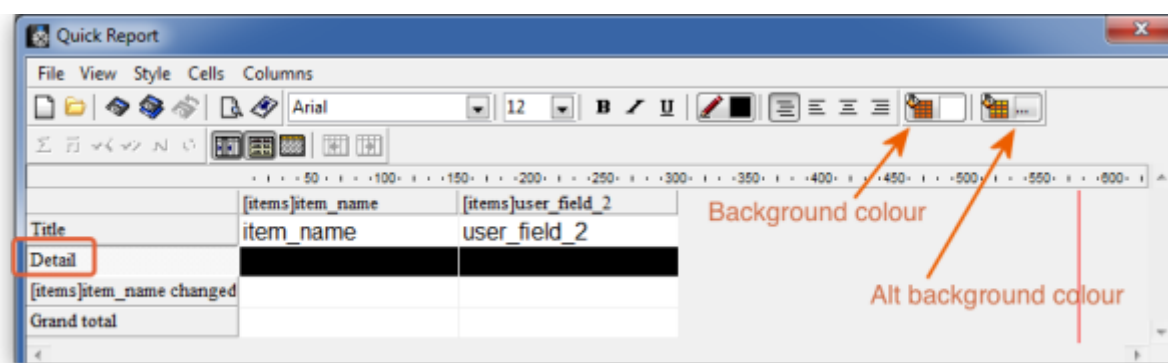 Quick Report
File View Style Cells Columns
Arial 12 B I U ...
50 100 150 200 250 300 350 400 450 500 550 600
[items]item_name [items]user_field_2
Background colour
Title item_name user_field_2
Detail
Alt background colour
[items]item_name changed
Grand total